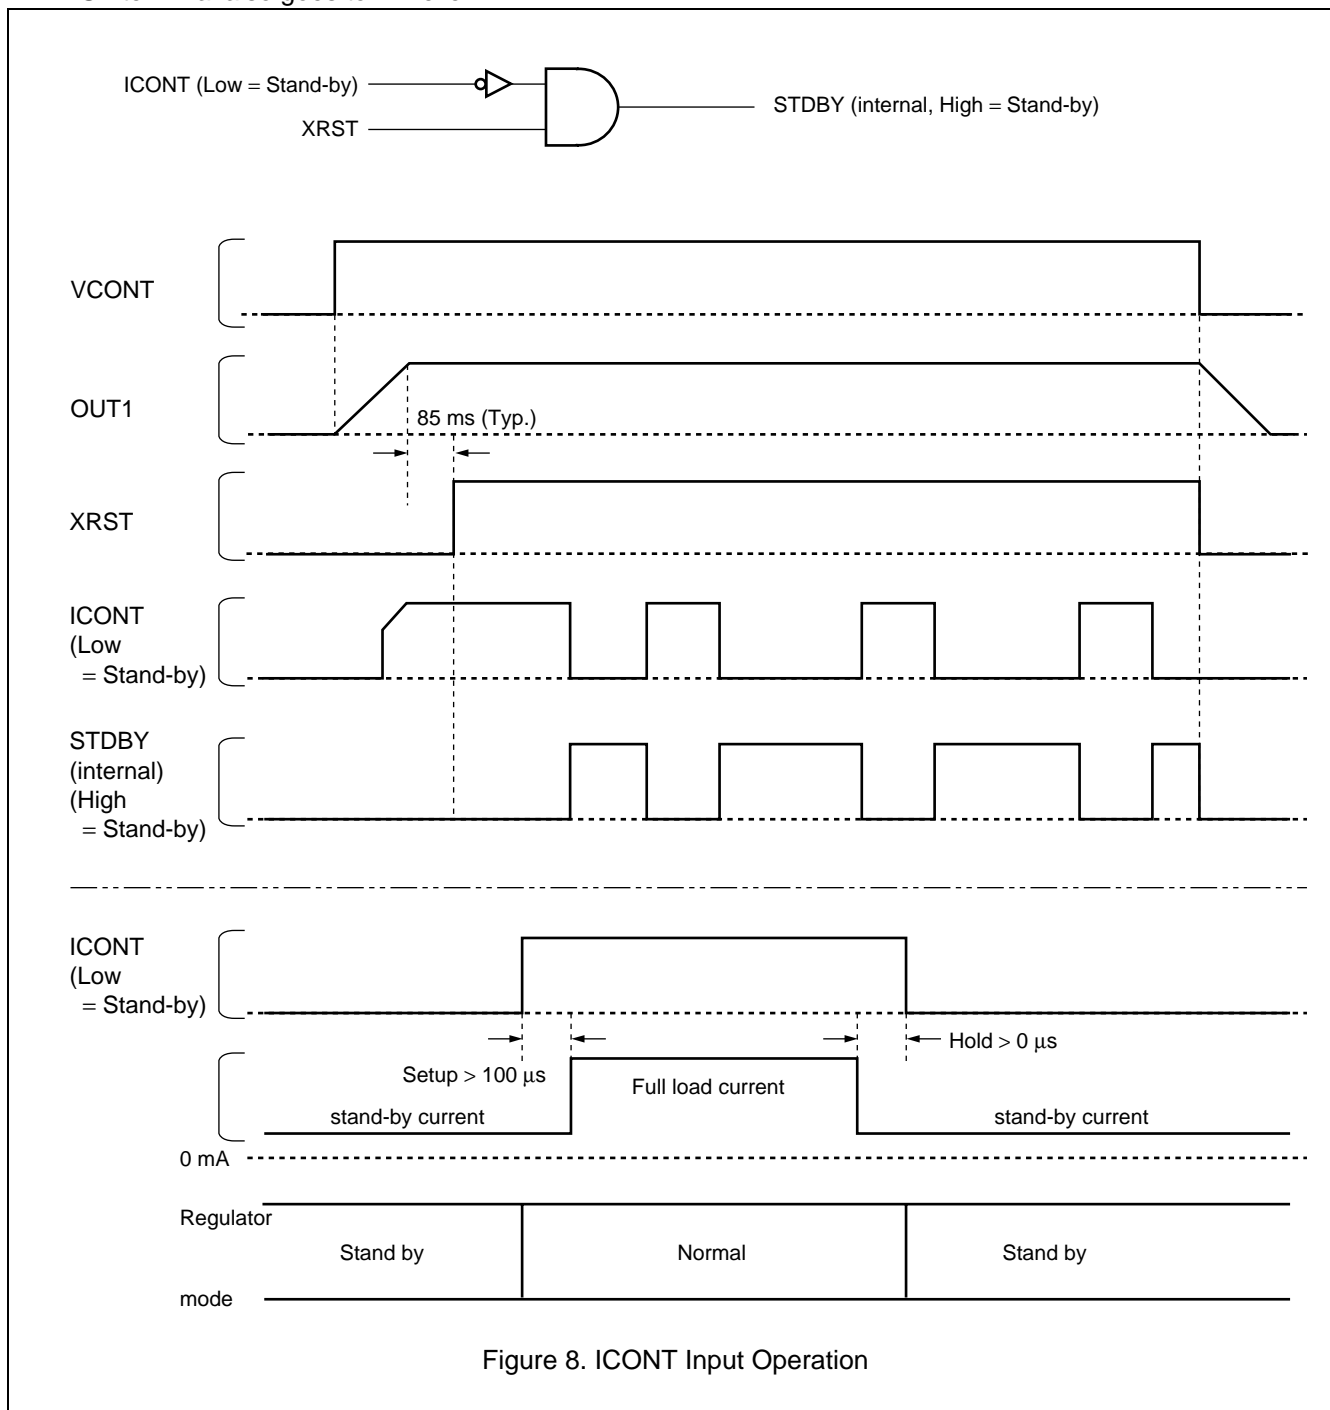 ICONT (Low = Stand-by)
XRST
STDBY (internal, High = Stand-by)
VCONT
OUT1
85 ms (Typ.)
XRST
ICONT
(Low
= Stand-by)
STDBY
(internal)
(High
= Stand-by)
ICONT
(Low
= Stand-by)
Hold > 0 μs
Setup > 100 μs
Full load current
stand-by current
stand-by current
0 mA
Regulator
Stand by
Normal
Stand by
mode
Figure 8. ICONT Input Operation